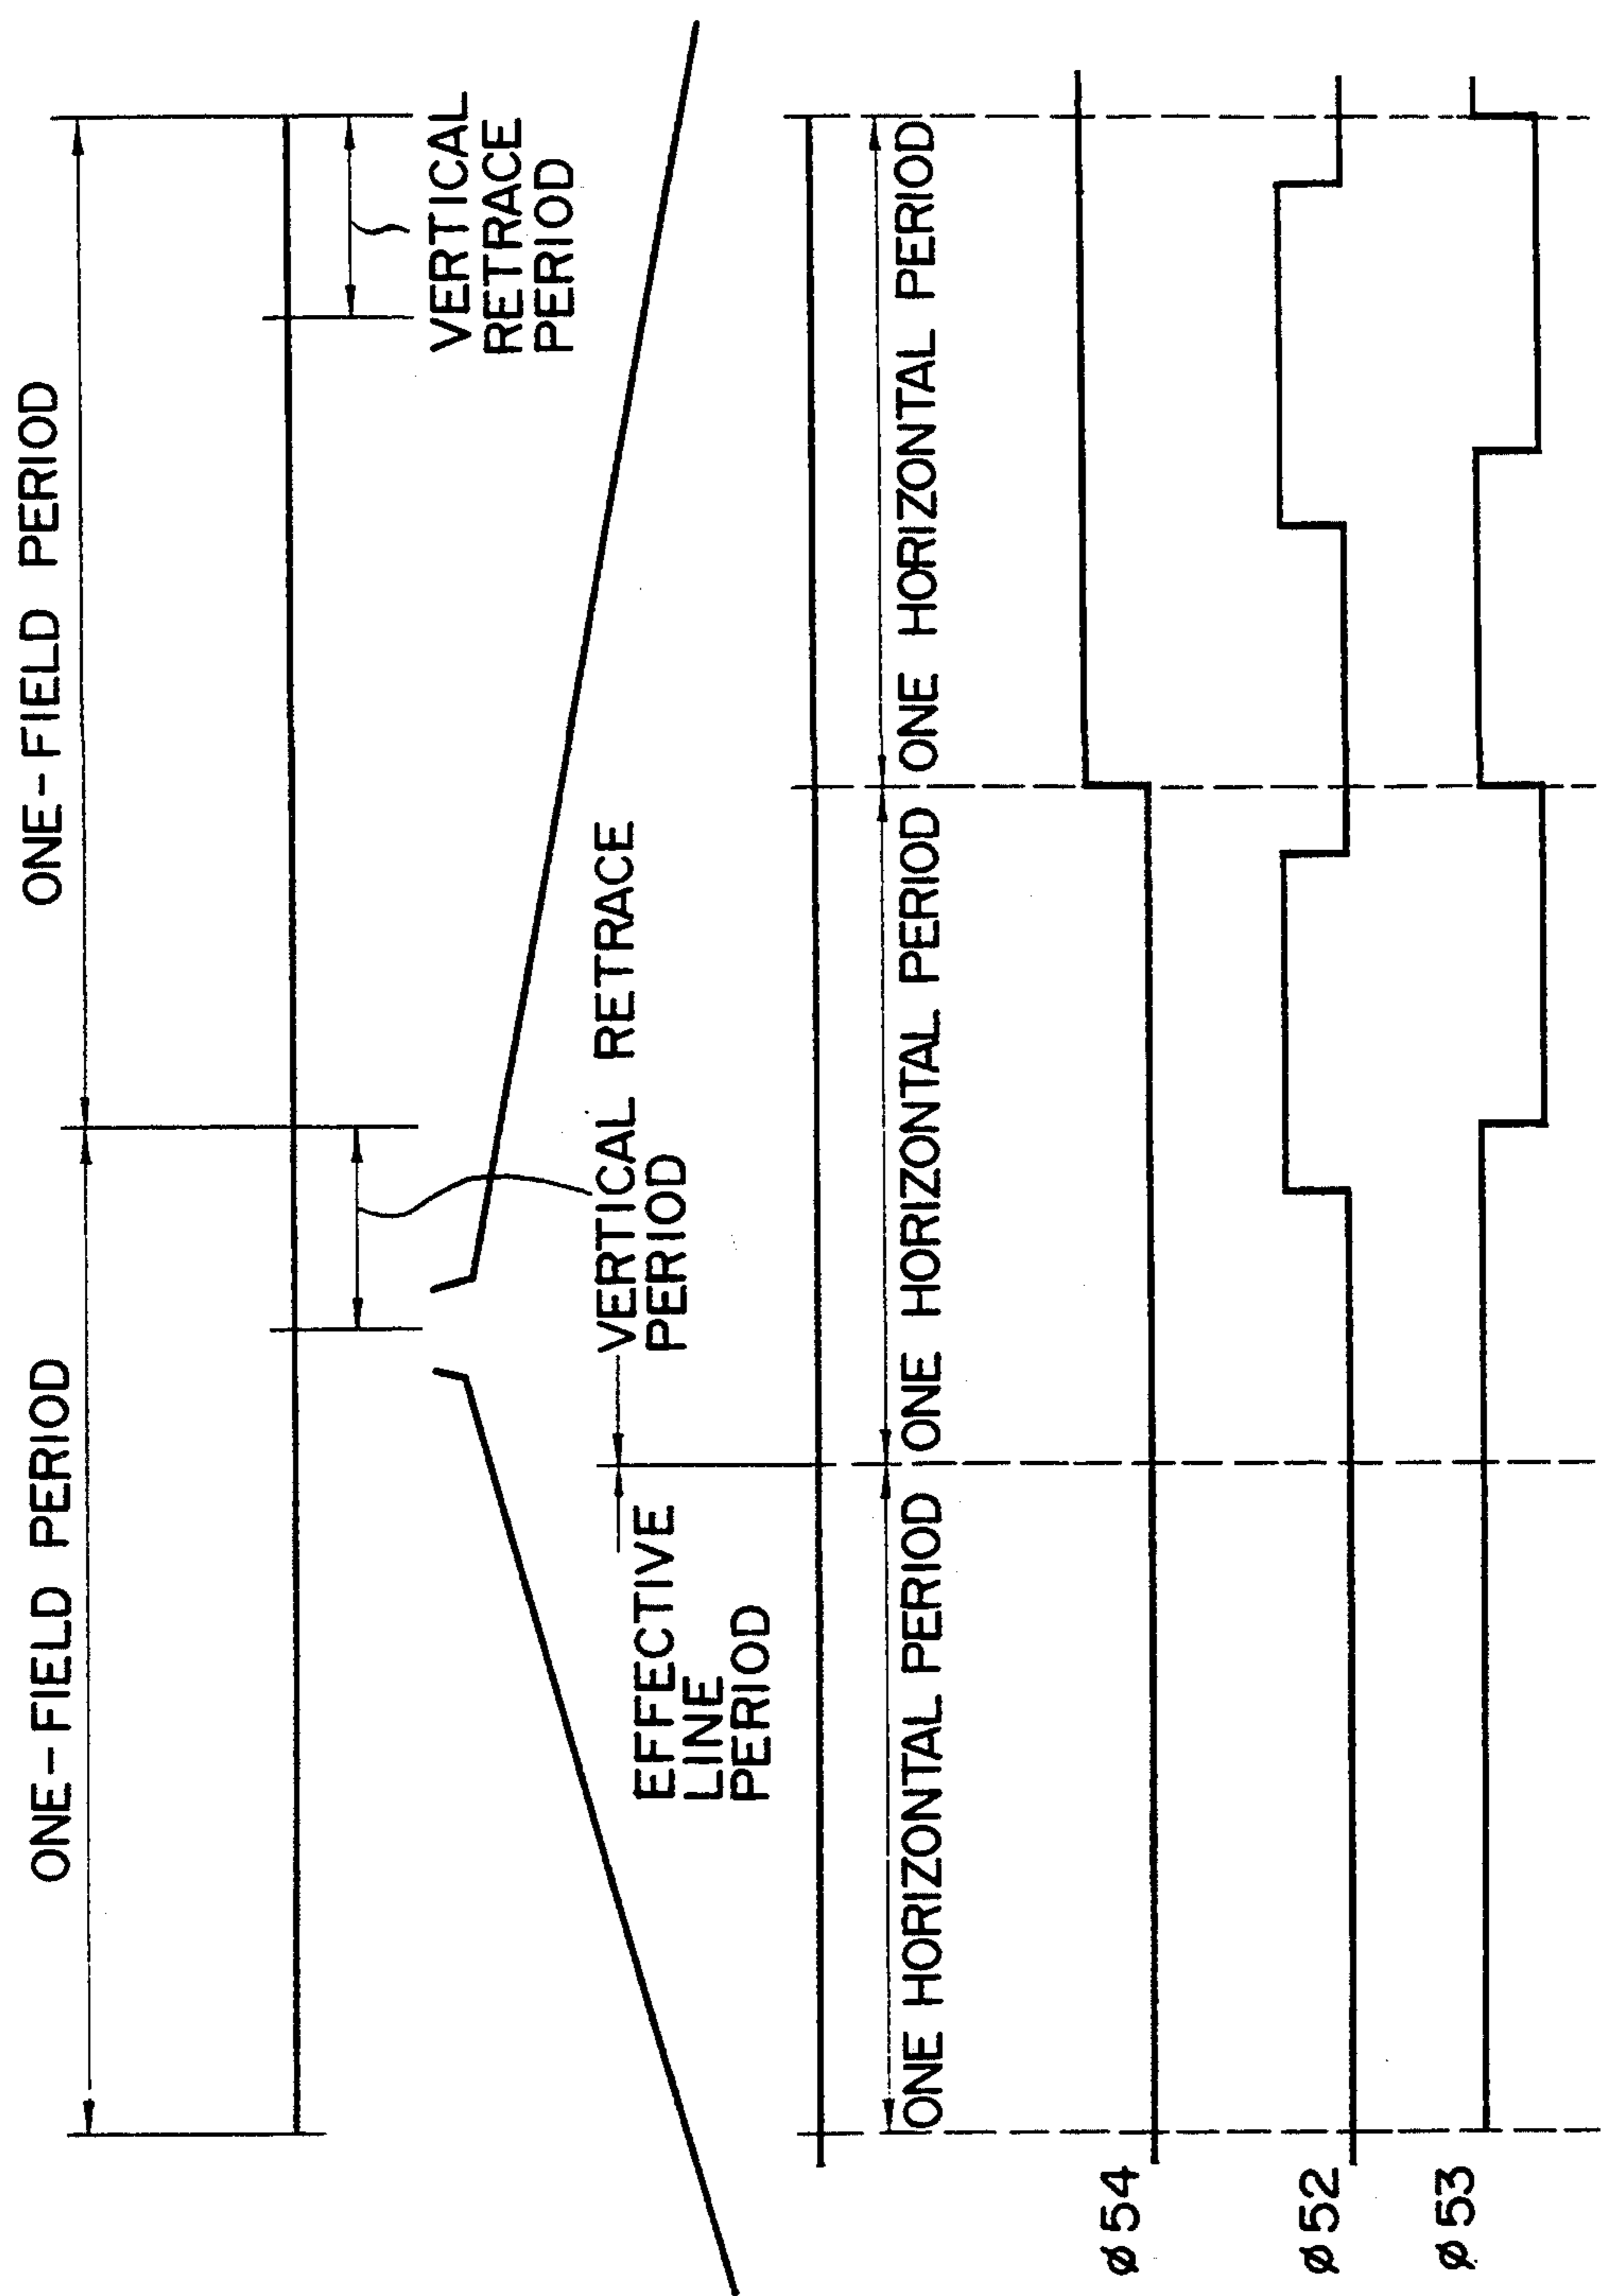 ONE-FIELD PERIOD
ONE-FIELD PERIOD
VERTICAL
RETRACE
PERIOD
VERTICAL RETRACE
PERIOD
EFFECTIVE
LINE
PERIOD
ONE HORIZONTAL PERIOD
ONE HORIZONTAL PERIOD
ONE HORIZONTAL PERIOD
ø54
ø52
ø53